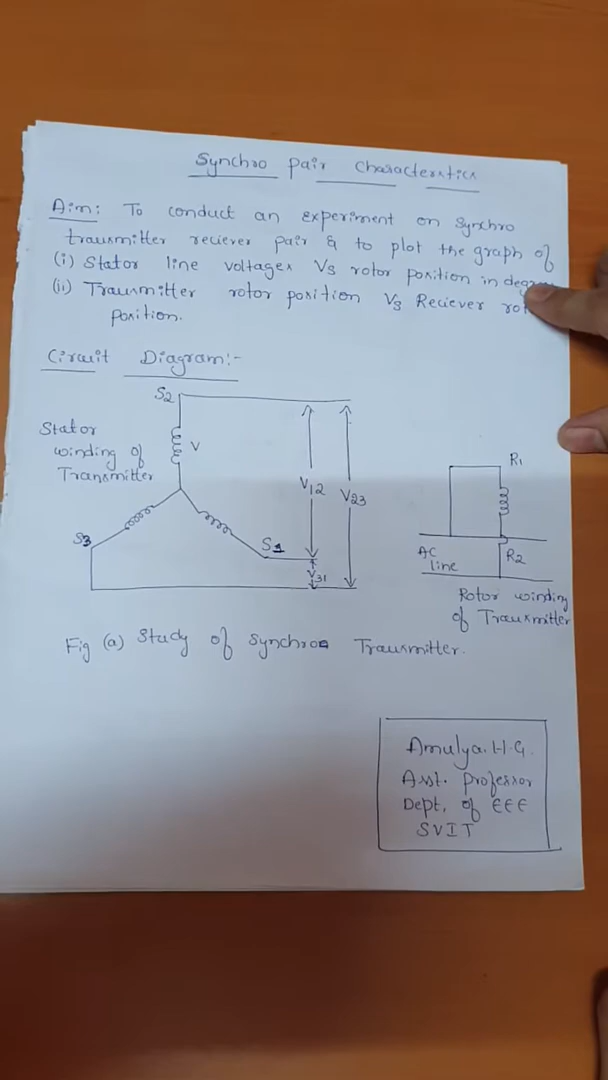 Synchro pair characterstics
Aim: To conduct an experiment on synchro
transmitter reciever pair & to plot the graph of
(i) Stator line voltages Vs rotor position in degree
(ii) Transmitter rotor position Vs Reciever
position.
Circuit Diagram:-
S2
Stator
winding of
Transmitter
V
V12
V23
S3
S1
V31
R1
AC
line
R2
Rotor winding
of Transmitter
Fig (a) Study of synchro Transmitter.
Amulya.H.G.
Asst. professor
Dept. of EEE
SVIT